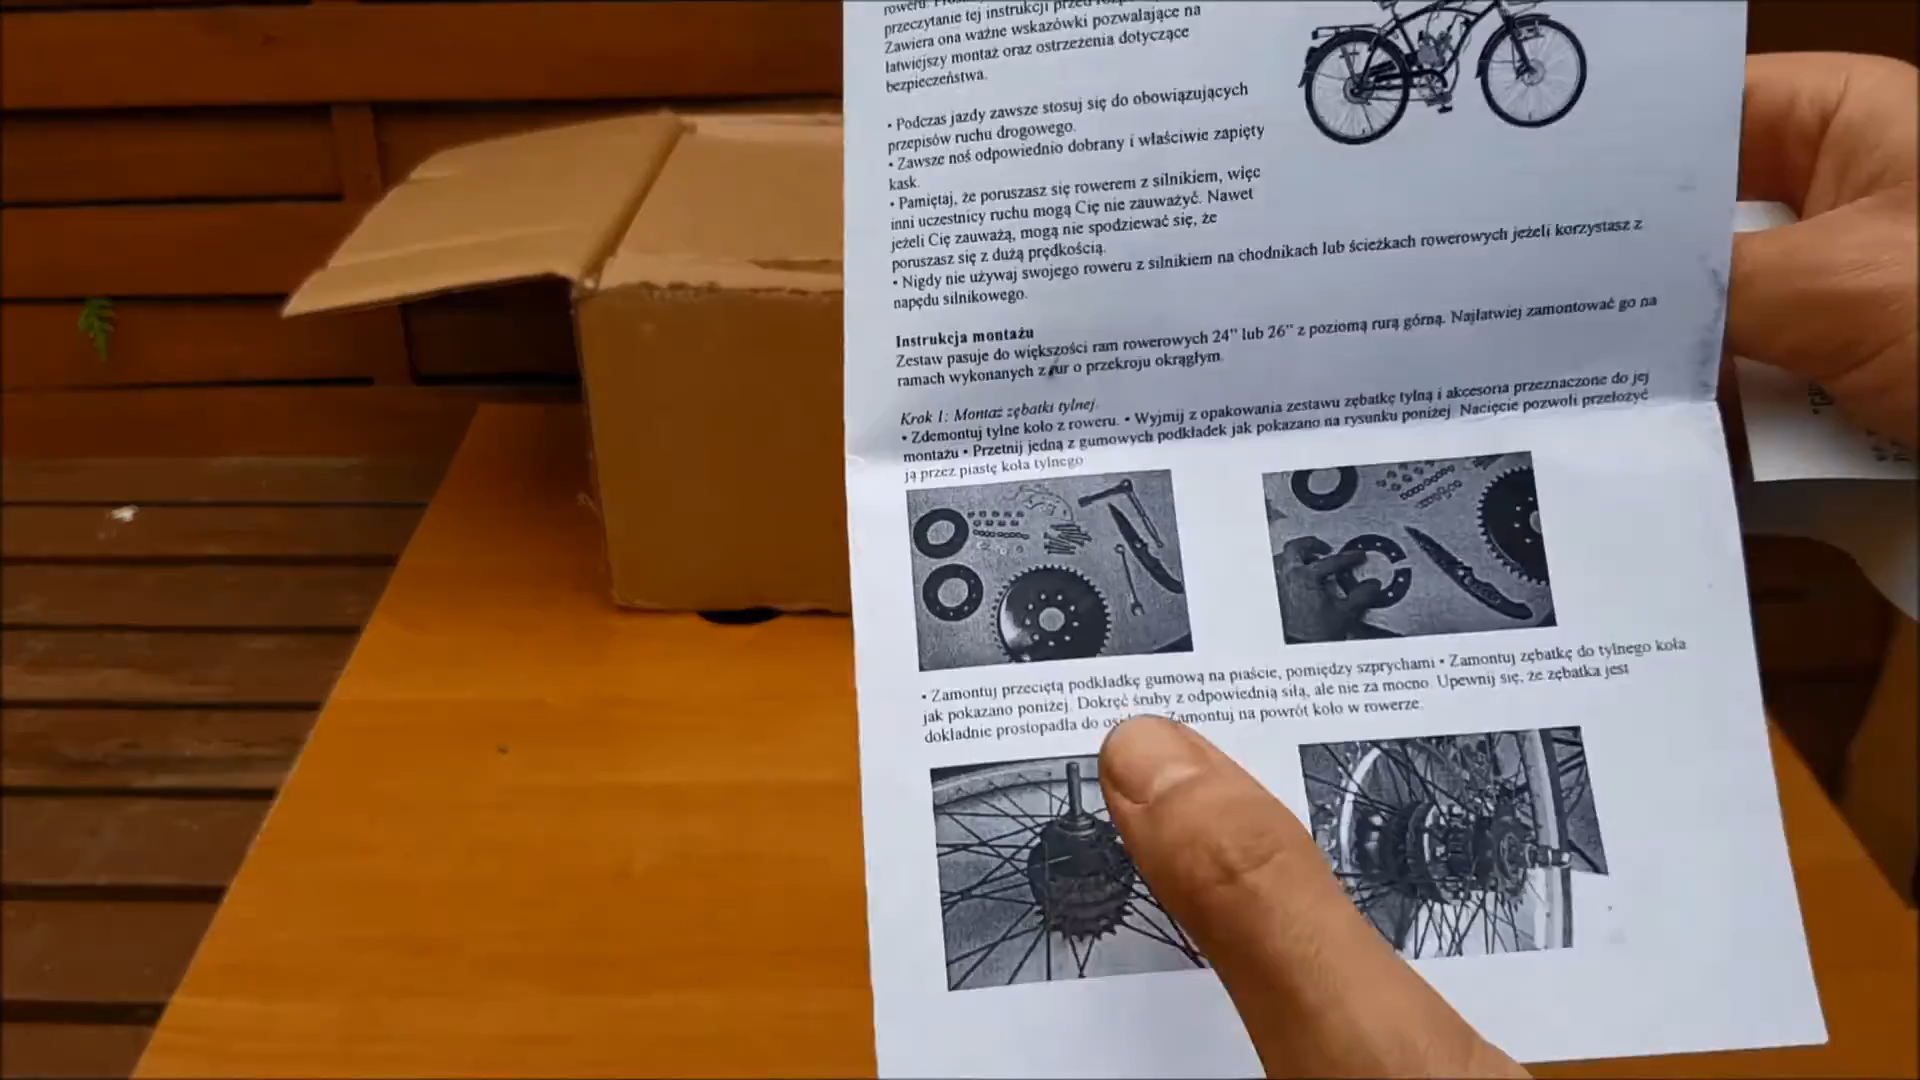 przeczytanie tej instrukcji przed
Zawiera ona ważne wskazówki pozwalające na
łatwiejszy montaż oraz ostrzeżenia dotyczące
bezpieczeństwa.
• Podczas jazdy zawsze stosuj się do obowiązujących
przepisów ruchu drogowego.
• Zawsze noś odpowiednio dobrany i właściwie zapięty
kask.
• Pamiętaj, że poruszasz się rowerem z silnikiem, więc
inni uczestnicy ruchu mogą Cię nie zauważyć. Nawet
jeżeli Cię zauważą, mogą nie spodziewać się, że
poruszasz się z dużą prędkością.
• Nigdy nie używaj swojego roweru z silnikiem na chodnikach lub ścieżkach rowerowych jeżeli korzystasz z
napędu silnikowego.
Instrukcja montażu
Zestaw pasuje do większości ram rowerowych 24" lub 26" z poziomą rurą górną. Najłatwiej zamontować go na
ramach wykonanych z rur o przekroju okrągłym.
Krok 1: Montaż zębatki tylnej.
• Zdemontuj tylne koło z roweru. • Wyjmij z opakowania zestawu zębatkę tylną i akcesoria przeznaczone do jej
montażu • Przetnij jedną z gumowych podkładek jak pokazano na rysunku poniżej. Nacięcie pozwoli przełożyć
ją przez piastę koła tylnego
• Zamontuj przeciętą podkładkę gumową na piaście, pomiędzy szprychami • Zamontuj zębatkę do tylnego koła
jak pokazano poniżej. Dokręć śruby z odpowiednią siłą, ale nie za mocno. Upewnij się, że zębatka jest
dokładnie prostopadła do Zamontuj na powrót koło w rowerze.